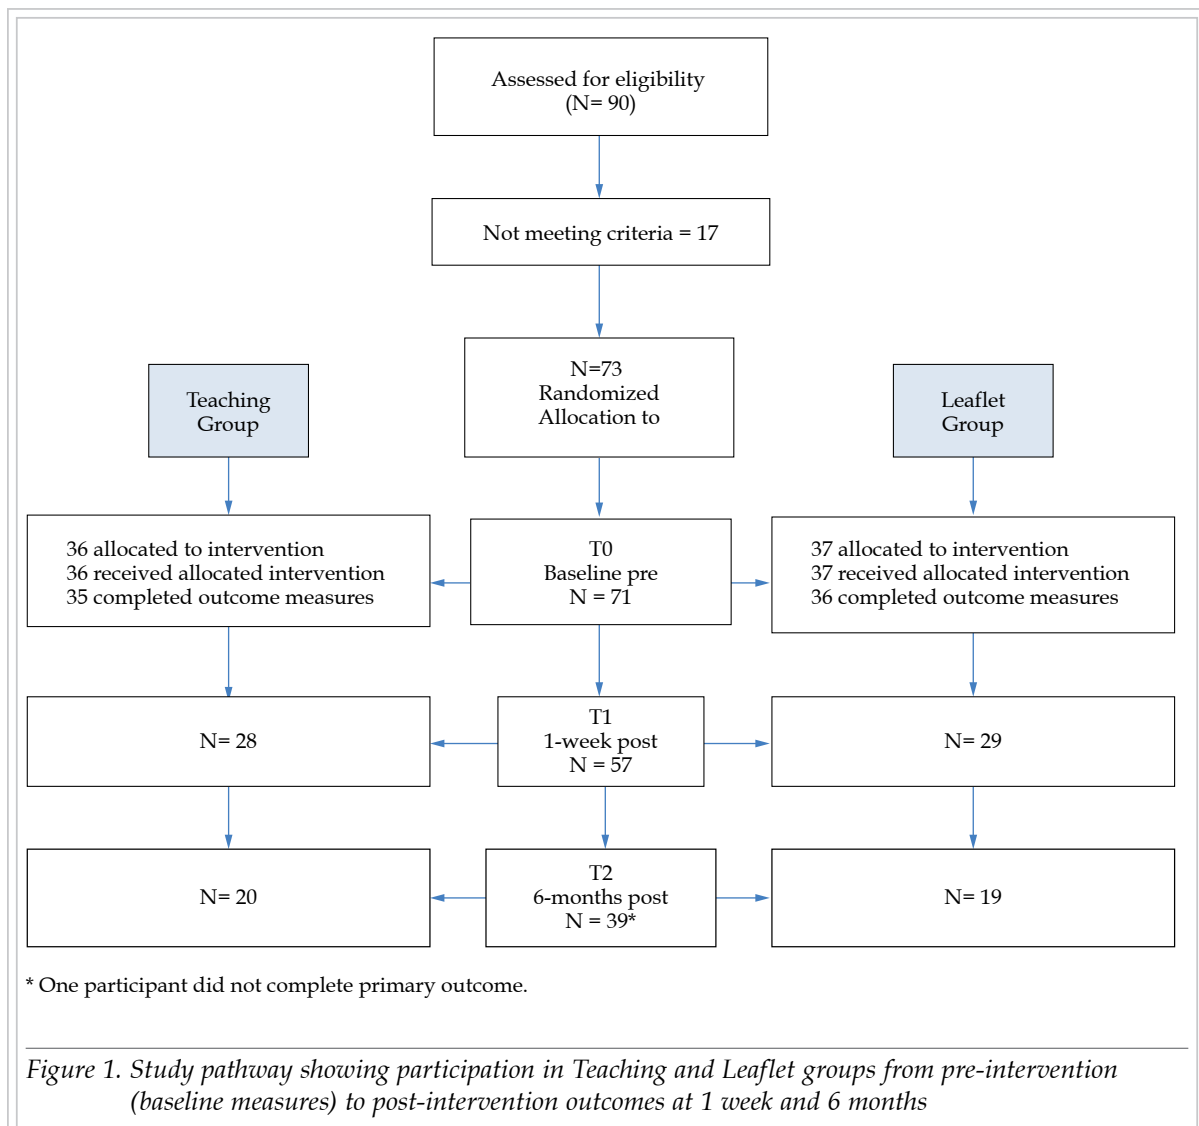 Assessed for eligibility
(N= 90)
Not meeting criteria = 17
N=73
Randomized
Allocation to
Teaching
Group
Leaflet
Group
36 allocated to intervention
36 received allocated intervention
35 completed outcome measures
T0
Baseline pre
N = 71
37 allocated to intervention
37 received allocated intervention
36 completed outcome measures
N= 28
T1
1-week post
N = 57
N= 29
N= 20
T2
6-months post
N = 39*
N= 19
* One participant did not complete primary outcome.
Figure 1. Study pathway showing participation in Teaching and Leaflet groups from pre-intervention
(baseline measures) to post-intervention outcomes at 1 week and 6 months